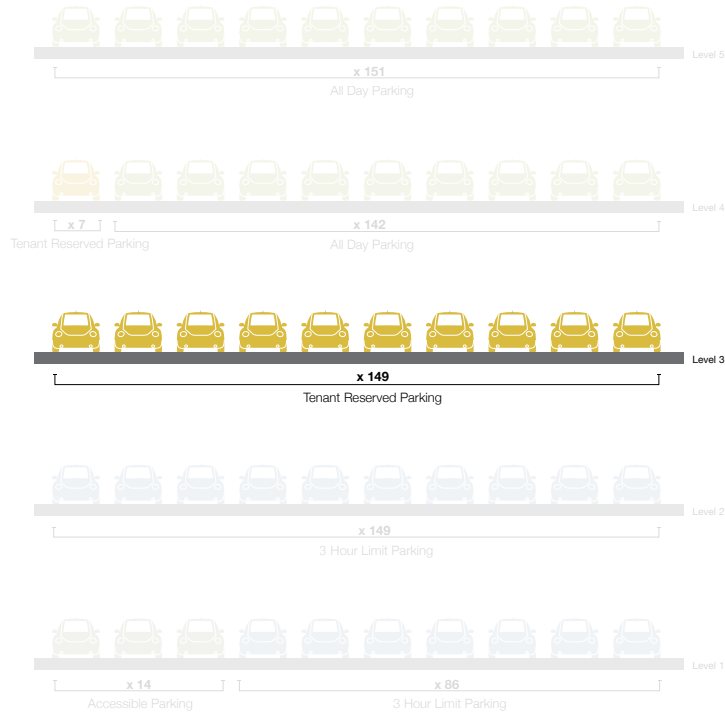 Level 5
x 151
All Day Parking
Level 4
x 7 x 142
Tenant Reserved Parking All Day Parking
Level 3
x 149
Tenant Reserved Parking
Level 2
x 149
3 Hour Limit Parking
Level 1
x 14 x 86
Accessible Parking 3 Hour Limit Parking